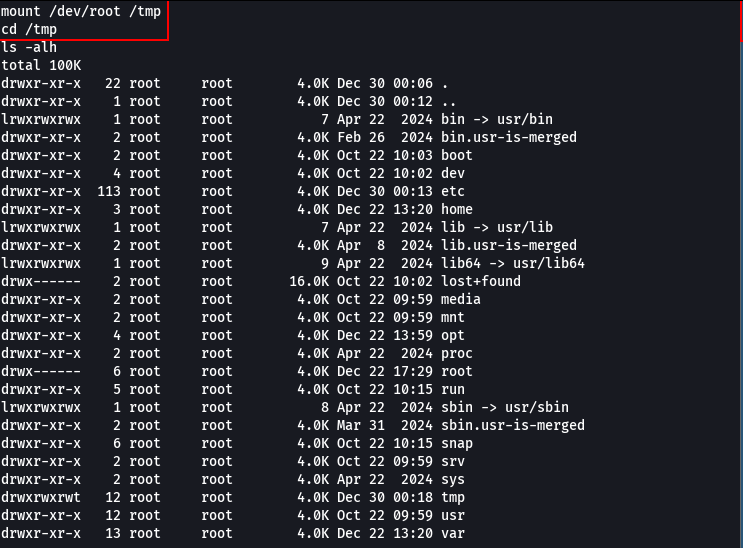 mount /dev/root /tmp
cd /tmp
ls -alh
total 100K
drwxr-xr-x   22 root     root        4.0K Dec 30 00:06 .
drwxr-xr-x    1 root     root        4.0K Dec 30 00:12 ..
lrwxrwxrwx    1 root     root           7 Apr 22  2024 bin -> usr/bin
drwxr-xr-x    2 root     root        4.0K Feb 26  2024 bin.usr-is-merged
drwxr-xr-x    2 root     root        4.0K Oct 22 10:03 boot
drwxr-xr-x    4 root     root        4.0K Oct 22 10:02 dev
drwxr-xr-x  113 root     root        4.0K Dec 30 00:13 etc
drwxr-xr-x    3 root     root        4.0K Dec 22 13:20 home
lrwxrwxrwx    1 root     root           7 Apr 22  2024 lib -> usr/lib
drwxr-xr-x    2 root     root        4.0K Apr  8  2024 lib.usr-is-merged
lrwxrwxrwx    1 root     root           9 Apr 22  2024 lib64 -> usr/lib64
drwx------    2 root     root       16.0K Oct 22 10:02 lost+found
drwxr-xr-x    2 root     root        4.0K Oct 22 09:59 media
drwxr-xr-x    2 root     root        4.0K Oct 22 09:59 mnt
drwxr-xr-x    4 root     root        4.0K Dec 22 13:59 opt
drwxr-xr-x    2 root     root        4.0K Apr 22  2024 proc
drwx------    6 root     root        4.0K Dec 22 17:29 root
drwxr-xr-x    5 root     root        4.0K Oct 22 10:15 run
lrwxrwxrwx    1 root     root           8 Apr 22  2024 sbin -> usr/sbin
drwxr-xr-x    2 root     root        4.0K Mar 31  2024 sbin.usr-is-merged
drwxr-xr-x    6 root     root        4.0K Oct 22 10:15 snap
drwxr-xr-x    2 root     root        4.0K Oct 22 09:59 srv
drwxr-xr-x    2 root     root        4.0K Apr 22  2024 sys
drwxrwxrwt   12 root     root        4.0K Dec 30 00:18 tmp
drwxr-xr-x   12 root     root        4.0K Oct 22 09:59 usr
drwxr-xr-x   13 root     root        4.0K Dec 22 13:20 var